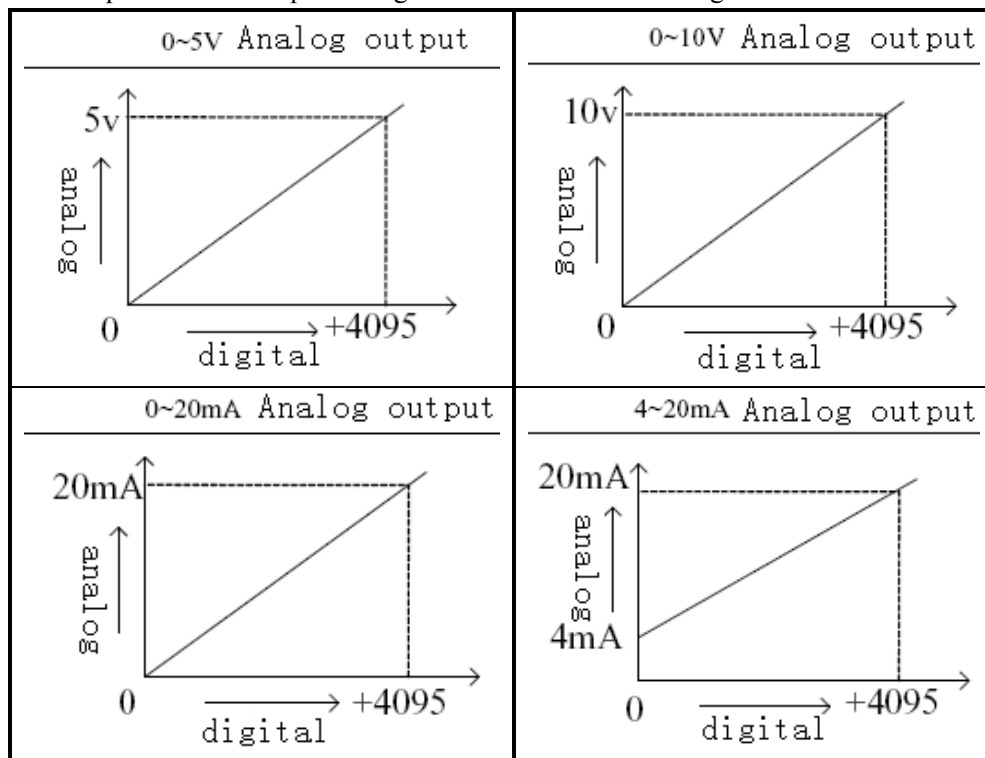 0~5V Analog output
5v
analog
0
+4095
digital
0~10V Analog output
10v
analog
0
+4095
digital
0~20mA Analog output
20mA
analog
0
+4095
digital
4~20mA Analog output
20mA
analog
4mA
0
+4095
digital